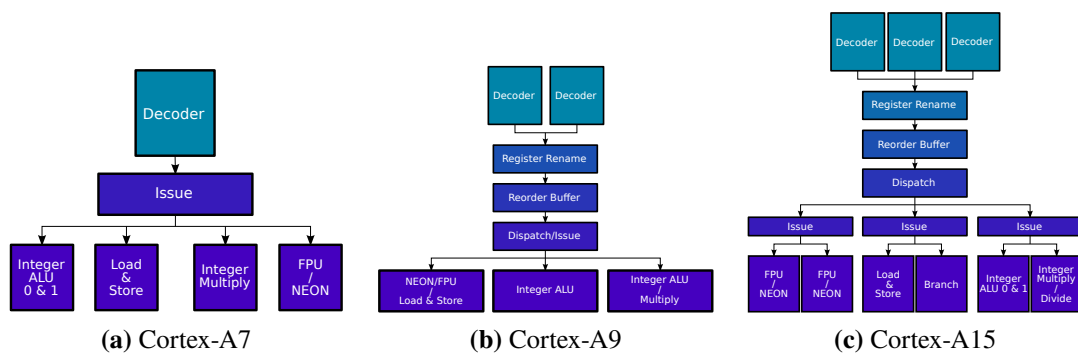 Decoder
Issue
Integer
ALU
0 & 1
Load
&
Store
Integer
Multiply
FPU
/
NEON
(a) Cortex-A7
Decoder
Decoder
Register Rename
Reorder Buffer
Dispatch/Issue
NEON/FPU
/
Load & Store
Integer ALU
Integer ALU
/
Multiply
(b) Cortex-A9
Decoder
Decoder
Decoder
Register Rename
Reorder Buffer
Dispatch
Issue
Issue
Issue
FPU
/
NEON
FPU
/
NEON
Load
&
Store
Branch
Integer
ALU 0 & 1
Integer
Multiply
/
Divide
(c) Cortex-A15